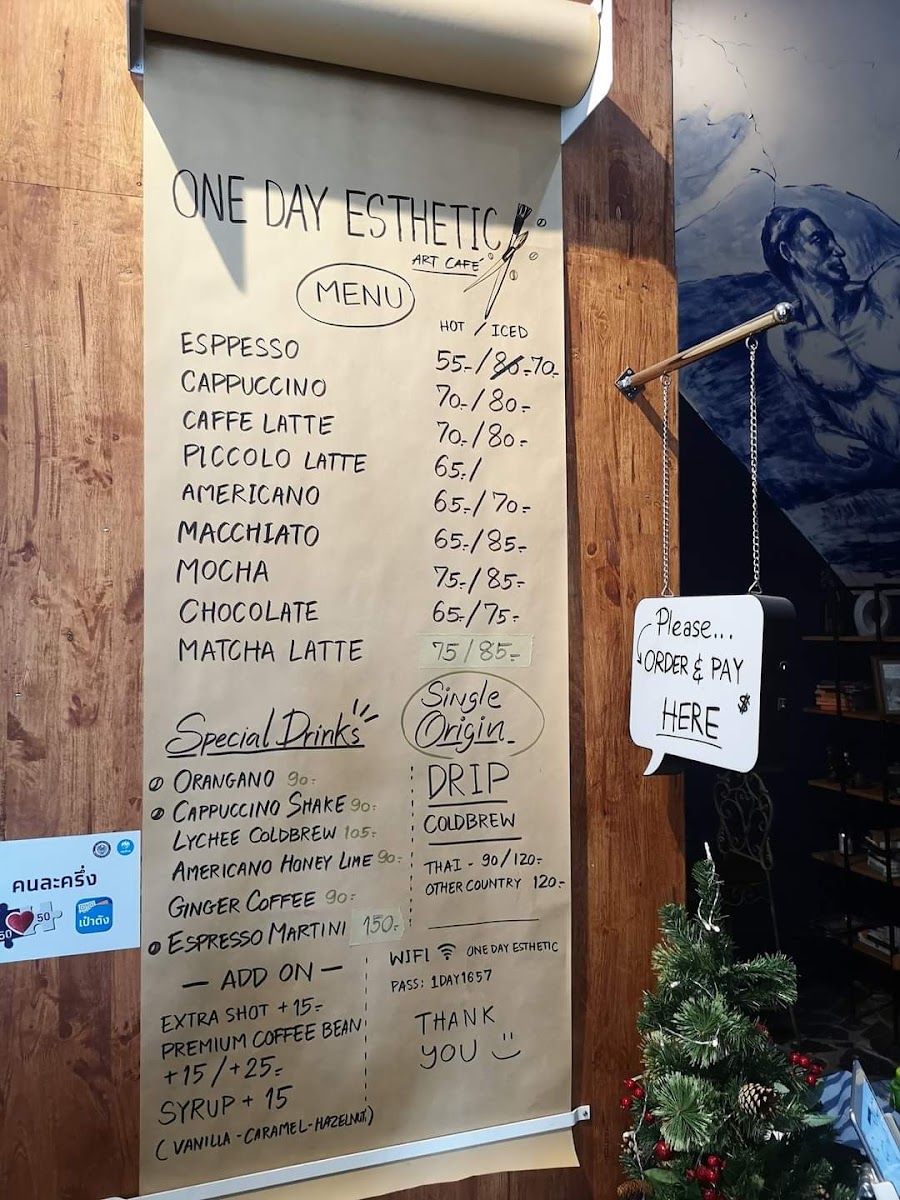 ONE DAY ESTHETIC
ART CAFÉ
MENU
HOT / ICED
ESPPESSO 55.-/80.-70.-
CAPPUCCINO 70.-/80.-
CAFFE LATTE 70.-/80.-
PICCOLO LATTE 65./
AMERICANO 65.-/70.-
MACCHIATO 65.-/85.-
MOCHA 75.-/85.-
CHOCOLATE 65.-/75.-
MATCHA LATTE 75/85.-
Special Drinks
ORANGANO 90.-
CAPPUCCINO SHAKE 90.-
LYCHEE COLDBREW 105.-
AMERICANO HONEY LIME 90.-
GINGER COFFEE 90.-
ESPRESSO MARTINI 150.-
— ADD ON —
EXTRA SHOT +15.-
PREMIUM COFFEE BEAN
+15/+25.-
SYRUP + 15
(VANILLA-CARAMEL-HAZELNUT)
Single
Origin
DRIP
COLDBREW
THAI - 90/120.-
OTHER COUNTRY 120.-
WIFI ONE DAY ESTHETIC
PASS: 1DAY1657
THANK
YOU
Please...
ORDER & PAY
HERE $
คนละครึ่ง
50 50
เป๋าตัง